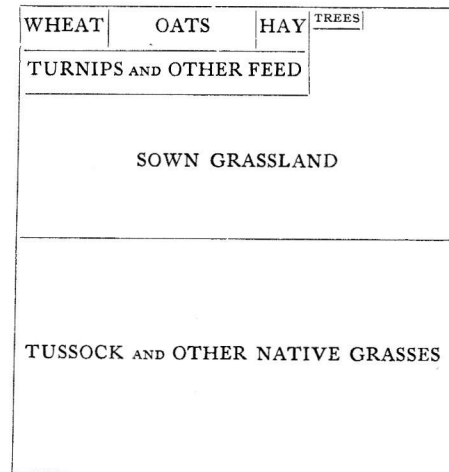 WHEAT OATS HAY TREES
TURNIPS AND OTHER FEED
SOWN GRASSLAND
TUSSOCK AND OTHER NATIVE GRASSES